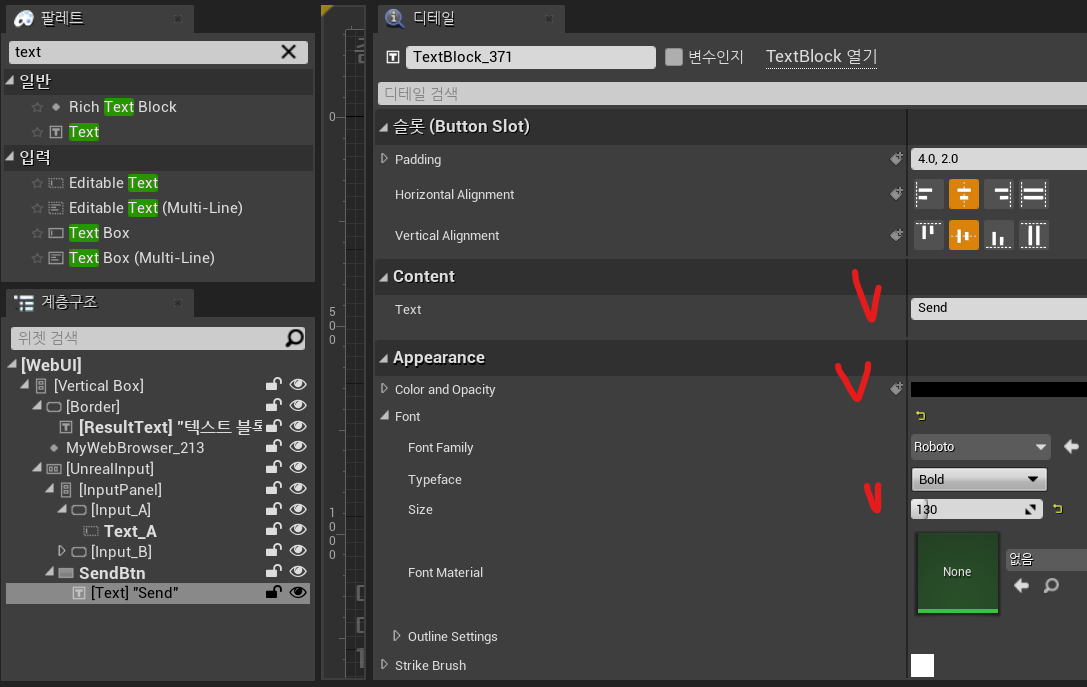 팔레트
text
일반
Rich Text Block
Text
입력
Editable Text
Editable Text (Multi-Line)
Text Box
Text Box (Multi-Line)
계층구조
위젯 검색
[WebUI]
[Vertical Box]
[Border]
[ResultText] "텍스트 블록
MyWebBrowser_213
[UnrealInput]
[InputPanel]
[Input_A]
Text_A
[Input_B]
SendBtn
[Text] "Send"
0
5
0
0
1
0
0
0
디테일
TextBlock_371
변수인지
TextBlock 열기
디테일 검색
슬롯 (Button Slot)
Padding
4.0, 2.0
Horizontal Alignment
Vertical Alignment
Content
Text
Send
Appearance
Color and Opacity
Font
Font Family
Roboto
Typeface
Bold
Size
130
Font Material
None
없음
Outline Settings
Strike Brush